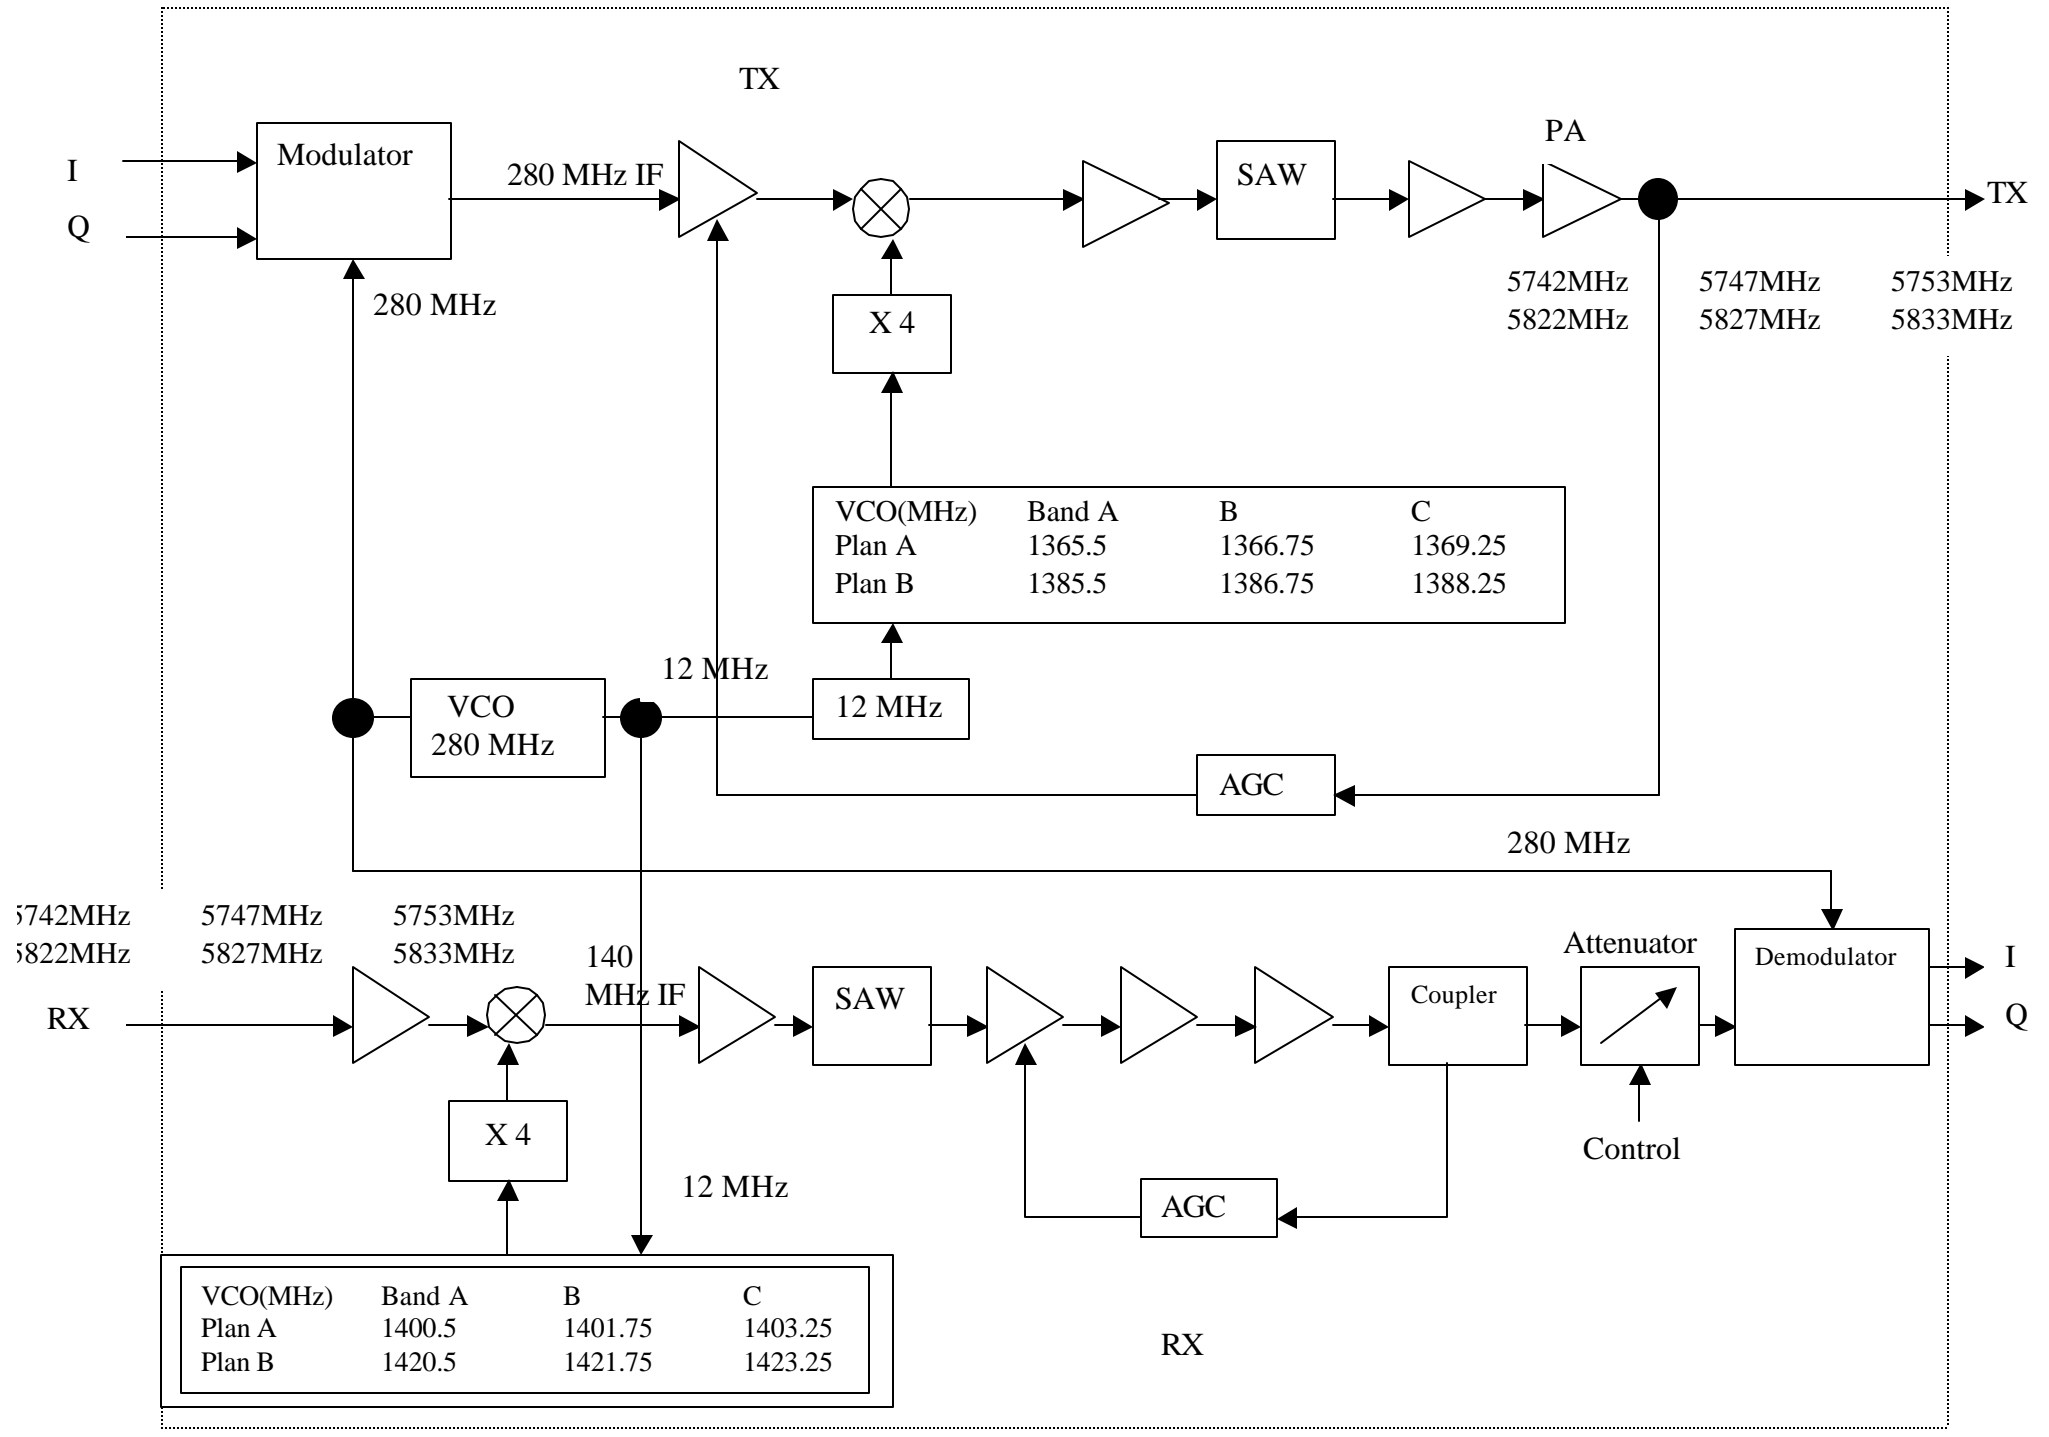 TX
PA
I
Modulator
280 MHz IF
SAW
TX
Q
280 MHz
X 4
5742MHz 5747MHz 5753MHz
5822MHz 5827MHz 5833MHz
VCO(MHz) Band A B C
Plan A 1365.5 1366.75 1369.25
Plan B 1385.5 1386.75 1388.25
12 MHz
VCO
280 MHz
12 MHz
AGC
280 MHz
5742MHz 5747MHz 5753MHz
5822MHz 5827MHz 5833MHz
140
MHz IF
Attenuator
Demodulator
I
RX
SAW
Coupler
Q
X 4
Control
12 MHz
AGC
VCO(MHz) Band A B C
Plan A 1400.5 1401.75 1403.25
Plan B 1420.5 1421.75 1423.25
RX